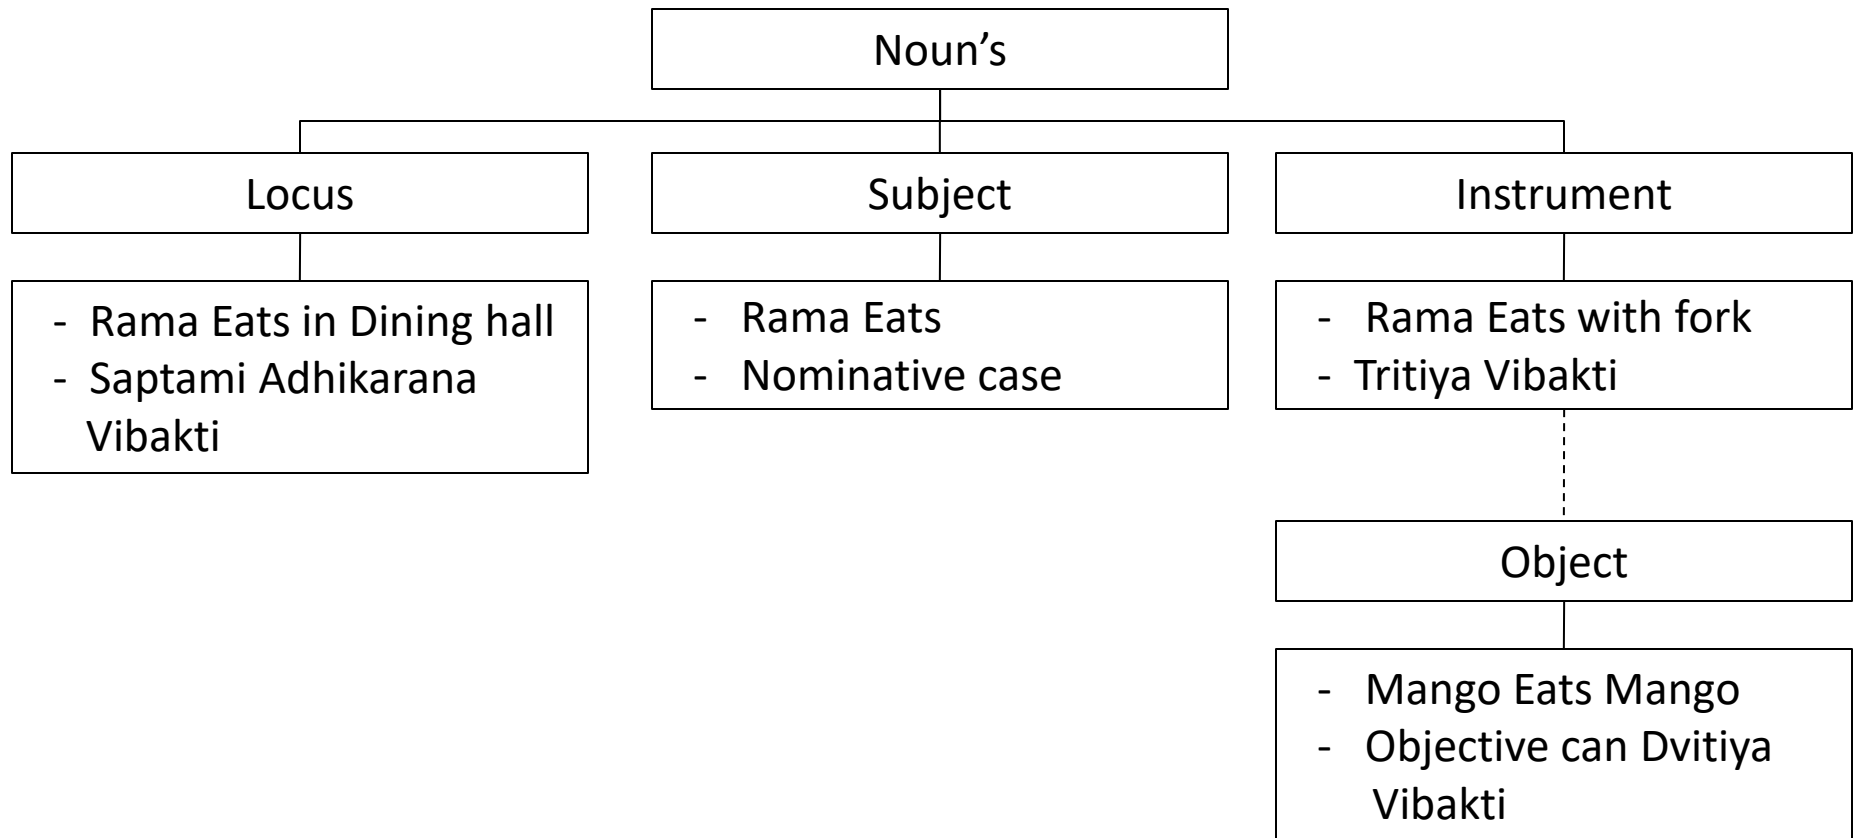 Noun’s
Locus
Subject
Instrument
- Rama Eats in Dining hall
- Saptami Adhikarana
Vibakti
- Rama Eats
- Nominative case
- Rama Eats with fork
- Tritiya Vibakti
Object
- Mango Eats Mango
- Objective can Dvitiya
Vibakti